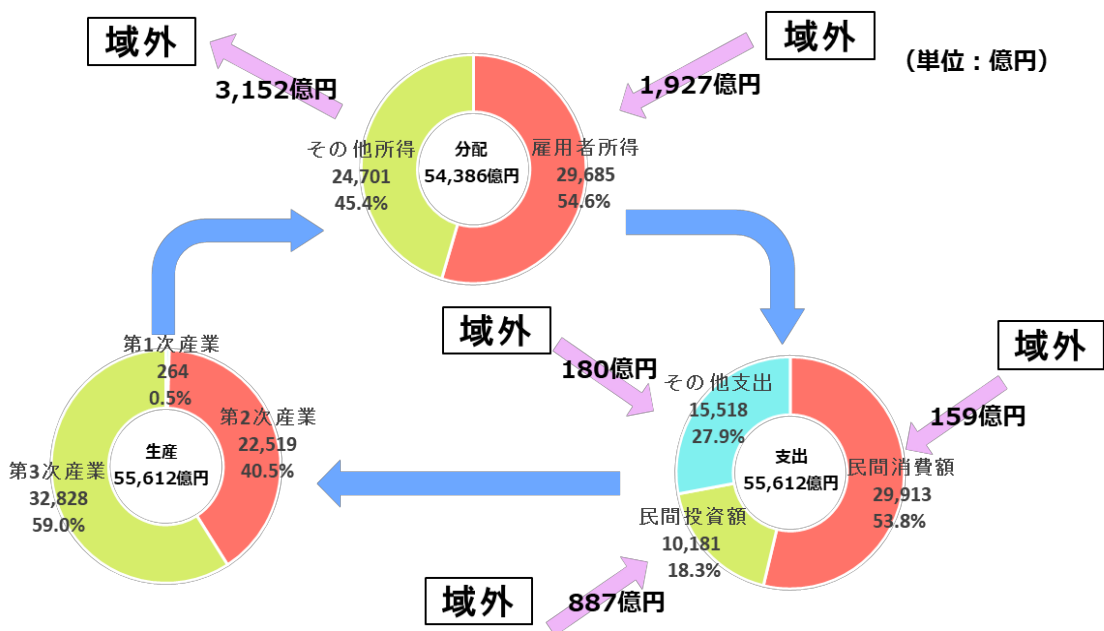 域外
域外
(単位：億円)
3,152億円
1,927億円
その他所得
24,701
45.4%
分配
54,386億円
雇用者所得
29,685
54.6%
域外
域外
180億円
159億円
第1次産業
264
0.5%
第2次産業
22,519
40.5%
生産
55,612億円
第3次産業
32,828
59.0%
その他支出
15,518
27.9%
支出
55,612億円
民間消費額
29,913
53.8%
民間投資額
10,181
18.3%
域外
887億円